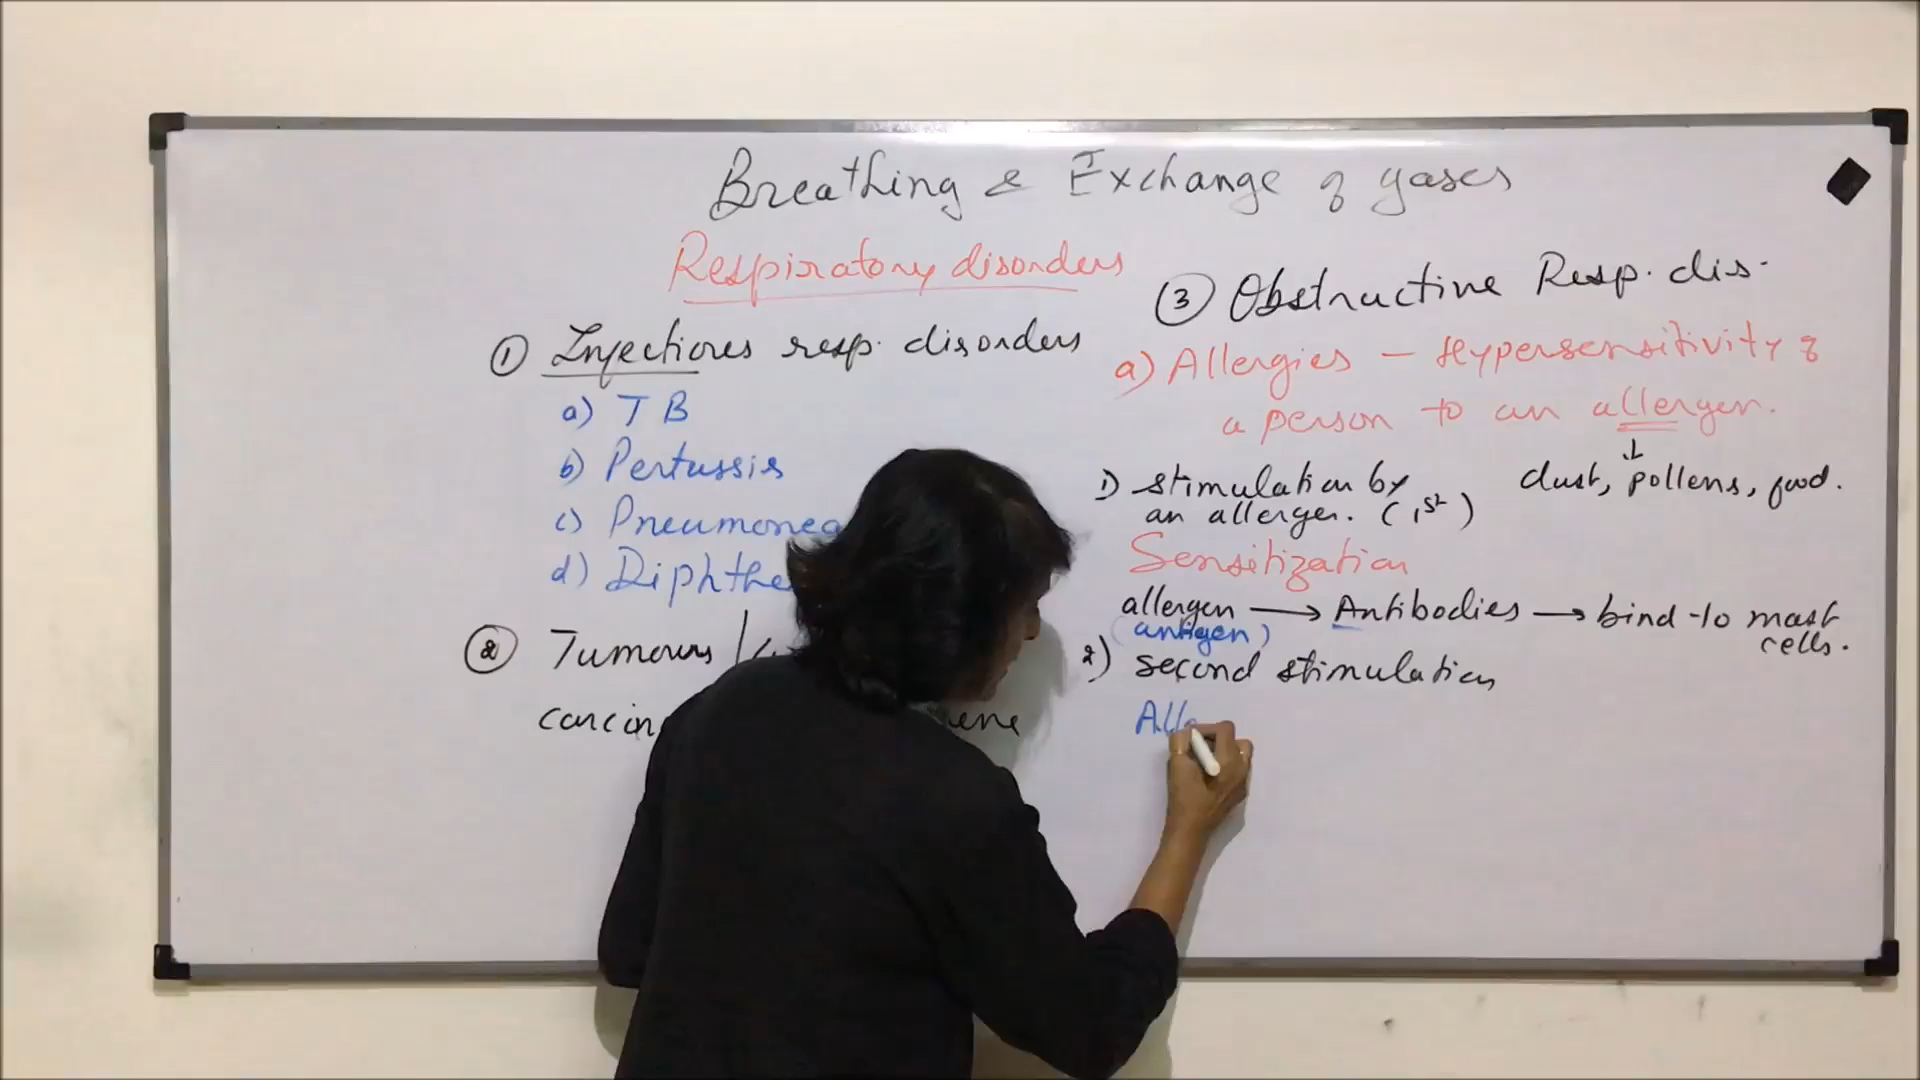 Breathing & Exchange of gases
Respiratory disorders
① Infectious resp. disorders
a) TB
b) Pertussis
c) Pneumonea
d) Diphthe
② Tumours /
carcin
③ Obstructive Resp. dis.
a) Allergies – Hypersensitivity of
a person to an allergen.
↓
dust, pollens, food.
1) stimulation by
an allergen. (1st)
Sensitization
allergen → Antibodies → bind to mast
cells.
(antigen)
2) second stimulation
All